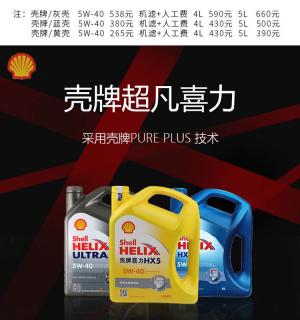 注： 壳牌/灰壳 5W-40 538元 机滤+人工费 4L 590元 5L 660元
壳牌/蓝壳 5W-40 380元 机滤+人工费 4L 430元 5L 500元
壳牌/黄壳 5W-40 265元 机滤+人工费 4L 430元 5L 390元
壳牌超凡喜力
采用壳牌PURE PLUS 技术
Shell
HELIX
ULTRA
5W-40
Shell
HELIX
壳牌喜力HX5
5W-40
HELIX